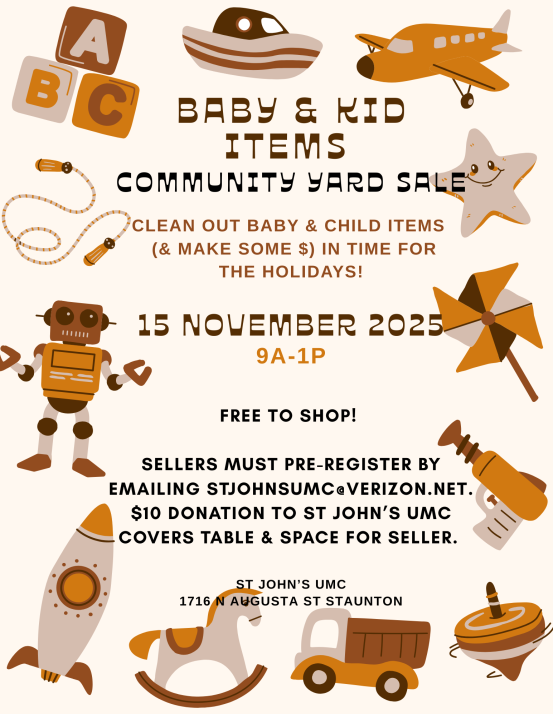 A
B
C
BABY & KID
ITEMS
COMMUNITY YARD SALE
CLEAN OUT BABY & CHILD ITEMS
(& MAKE SOME $) IN TIME FOR
THE HOLIDAYS!
15 NOVEMBER 2025
9A-1P
FREE TO SHOP!
SELLERS MUST PRE-REGISTER BY
EMAILING STJOHNSUMC@VERIZON.NET.
$10 DONATION TO ST JOHN'S UMC
COVERS TABLE & SPACE FOR SELLER.
ST JOHN'S UMC
1716 N AUGUSTA ST STAUNTON